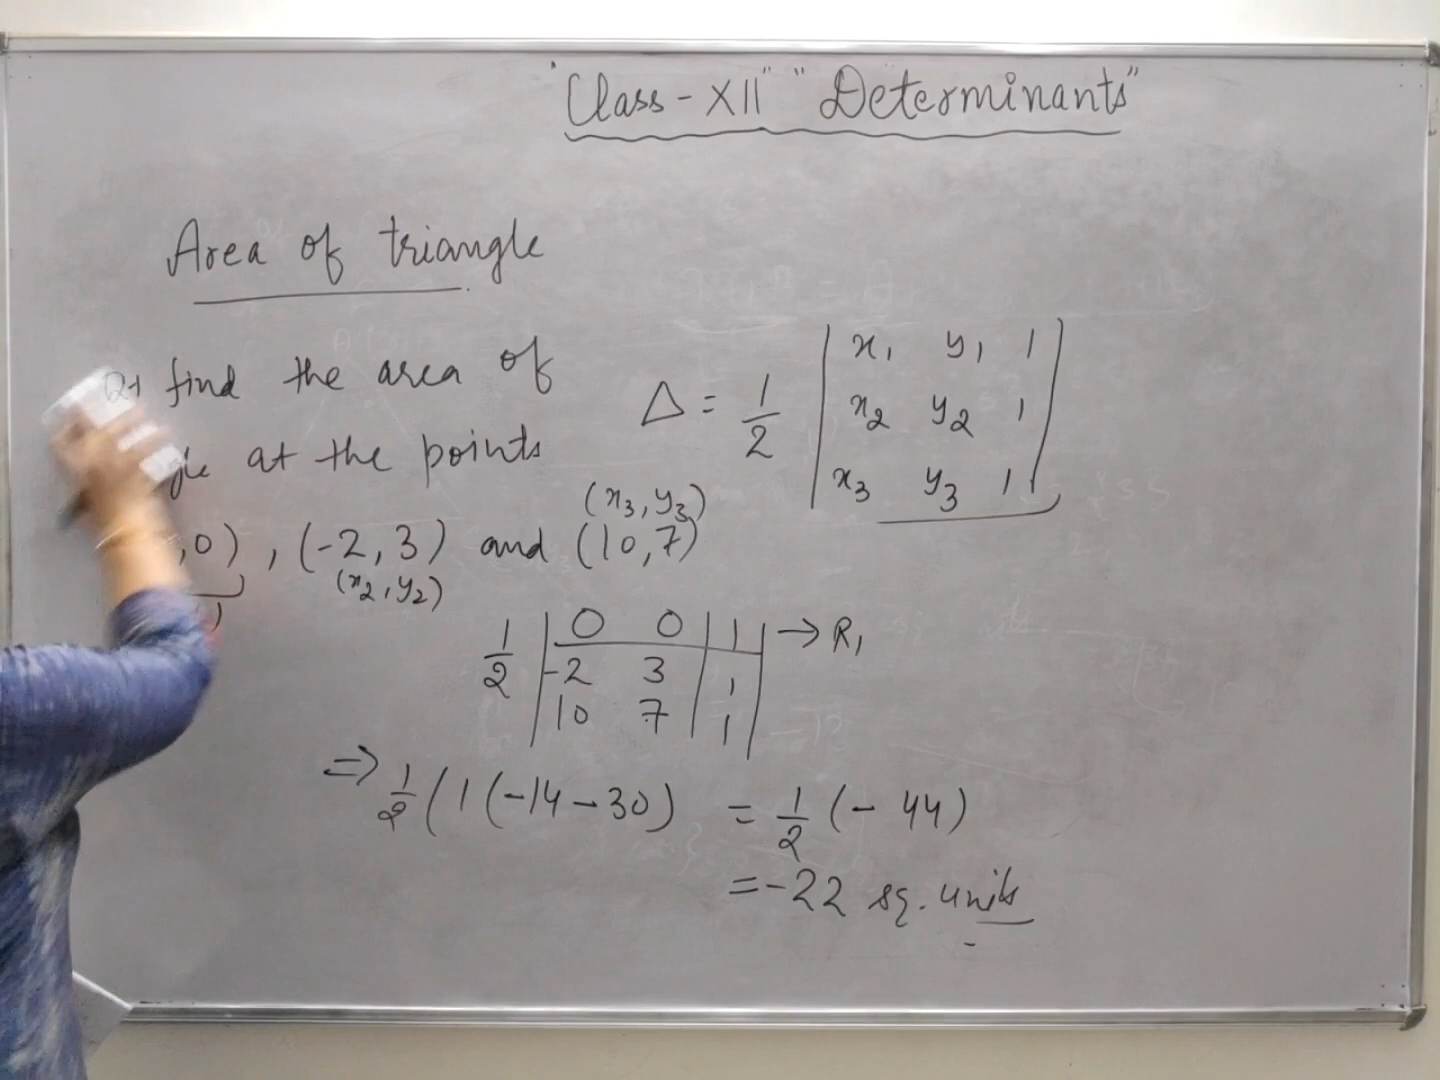 "Class - XII" "Determinants"
Area of triangle
Q1 find the area of
gle at the points
,0), (-2, 3) and (10,7)
(x3, y3)
(x2, y2)
Δ = 1/2 | x1 y1 1 |
| x2 y2 1 |
| x3 y3 1 |
1/2 | 0 0 1 | → R1
| -2 3 1 |
| 10 7 1 |
⇒ 1/2 (1(-14-30) = 1/2 (-44)
= -22 sq. units